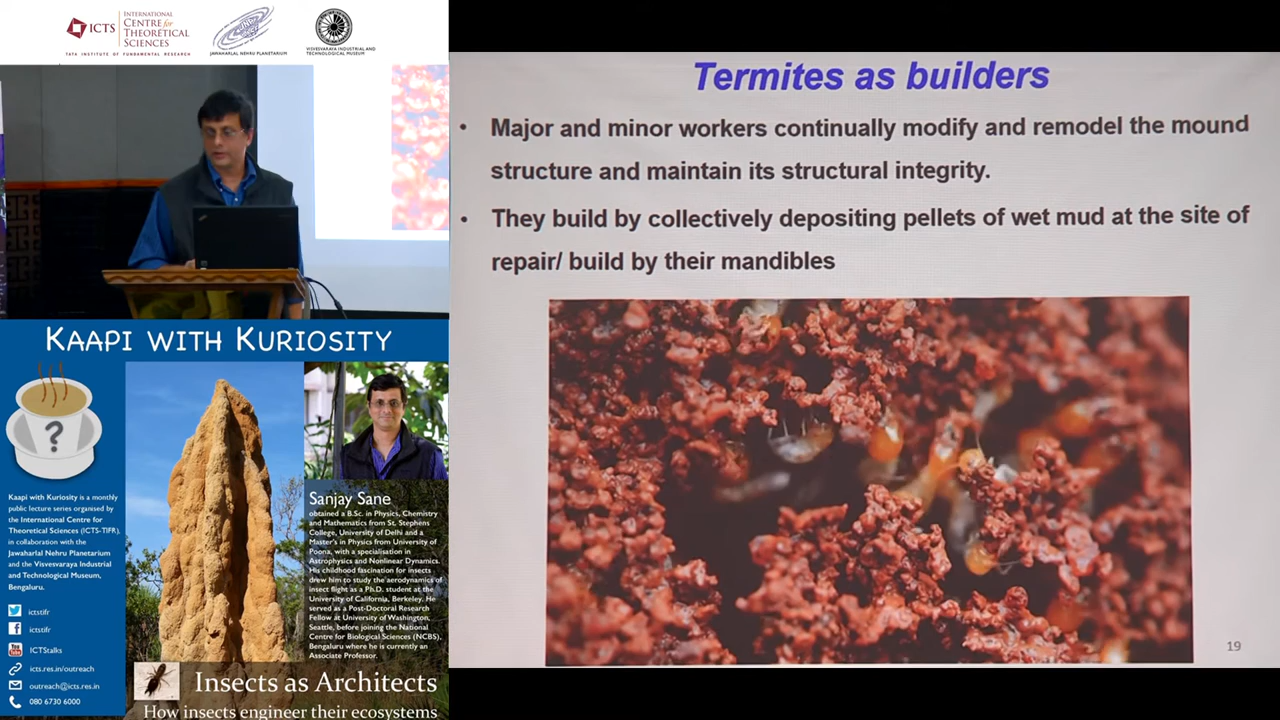 ICTS
INTERNATIONAL
CENTRE for
THEORETICAL
SCIENCES
TATA INSTITUTE OF FUNDAMENTAL RESEARCH
JAWAHARLAL NEHRU PLANETARIUM
VISVESVARAYA INDUSTRIAL AND
TECHNOLOGICAL MUSEUM
KAAPI WITH KURIOSITY
?
Kaapi with Kuriosity is a monthly
public lecture series organised by
the International Centre for
Theoretical Sciences (ICTS-TIFR),
in collaboration with the
Jawaharlal Nehru Planetarium
and the Visvesvaraya Industrial
and Technological Museum,
Bengaluru.
ictstifr
ictstifr
You
Tube
ICTStalks
icts.res.in/outreach
outreach@icts.res.in
080 6730 6000
Sanjay Sane
obtained a B.Sc. in Physics, Chemistry
and Mathematics from St. Stephens
College, University of Delhi and a
Master's in Physics from University of
Poona, with a specialisation in
Astrophysics and Nonlinear Dynamics.
His childhood fascination for insects
drew him to study the aerodynamics of
insect flight as a Ph.D. student at the
University of California, Berkeley. He
served as a Post-Doctoral Research
Fellow at University of Washington,
Seattle, before joining the National
Centre for Biological Sciences (NCBS),
Bengaluru where he is currently an
Associate Professor.
Insects as Architects
How insects engineer their ecosystems
Termites as builders
• Major and minor workers continually modify and remodel the mound
structure and maintain its structural integrity.
• They build by collectively depositing pellets of wet mud at the site of
repair/ build by their mandibles
19